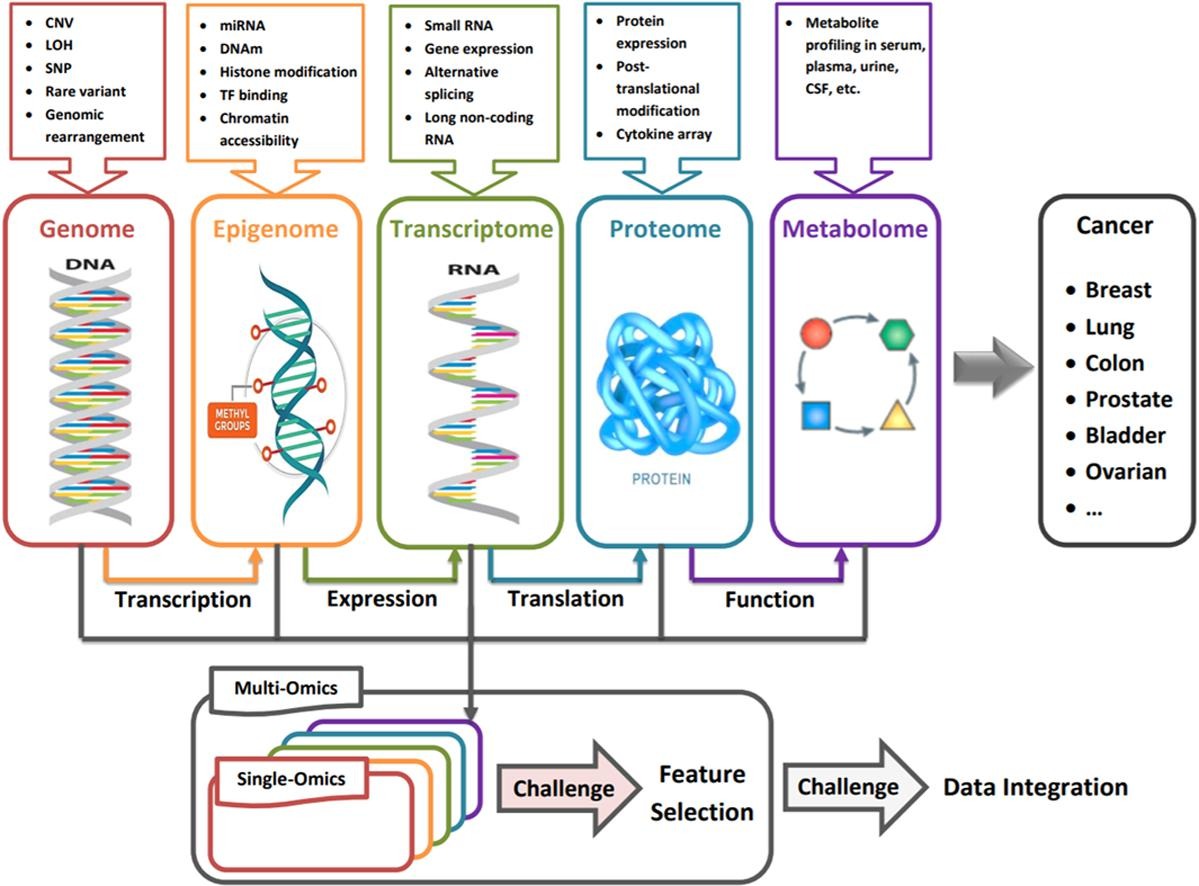 • CNV
• LOH
• SNP
• Rare variant
• Genomic
rearrangement
• miRNA
• DNAm
• Histone modification
• TF binding
• Chromatin
accessibility
• Small RNA
• Gene expression
• Alternative
splicing
• Long non-coding
RNA
• Protein
expression
• Post-
translational
modification
• Cytokine array
• Metabolite
profiling in serum,
plasma, urine,
CSF, etc.
Genome
DNA
Epigenome
METHYL
GROUPS
Transcriptome
RNA
Proteome
PROTEIN
Metabolome
Cancer
• Breast
• Lung
• Colon
• Prostate
• Bladder
• Ovarian
• ...
Transcription
Expression
Translation
Function
Multi-Omics
Single-Omics
Challenge
Feature
Selection
Challenge
Data Integration